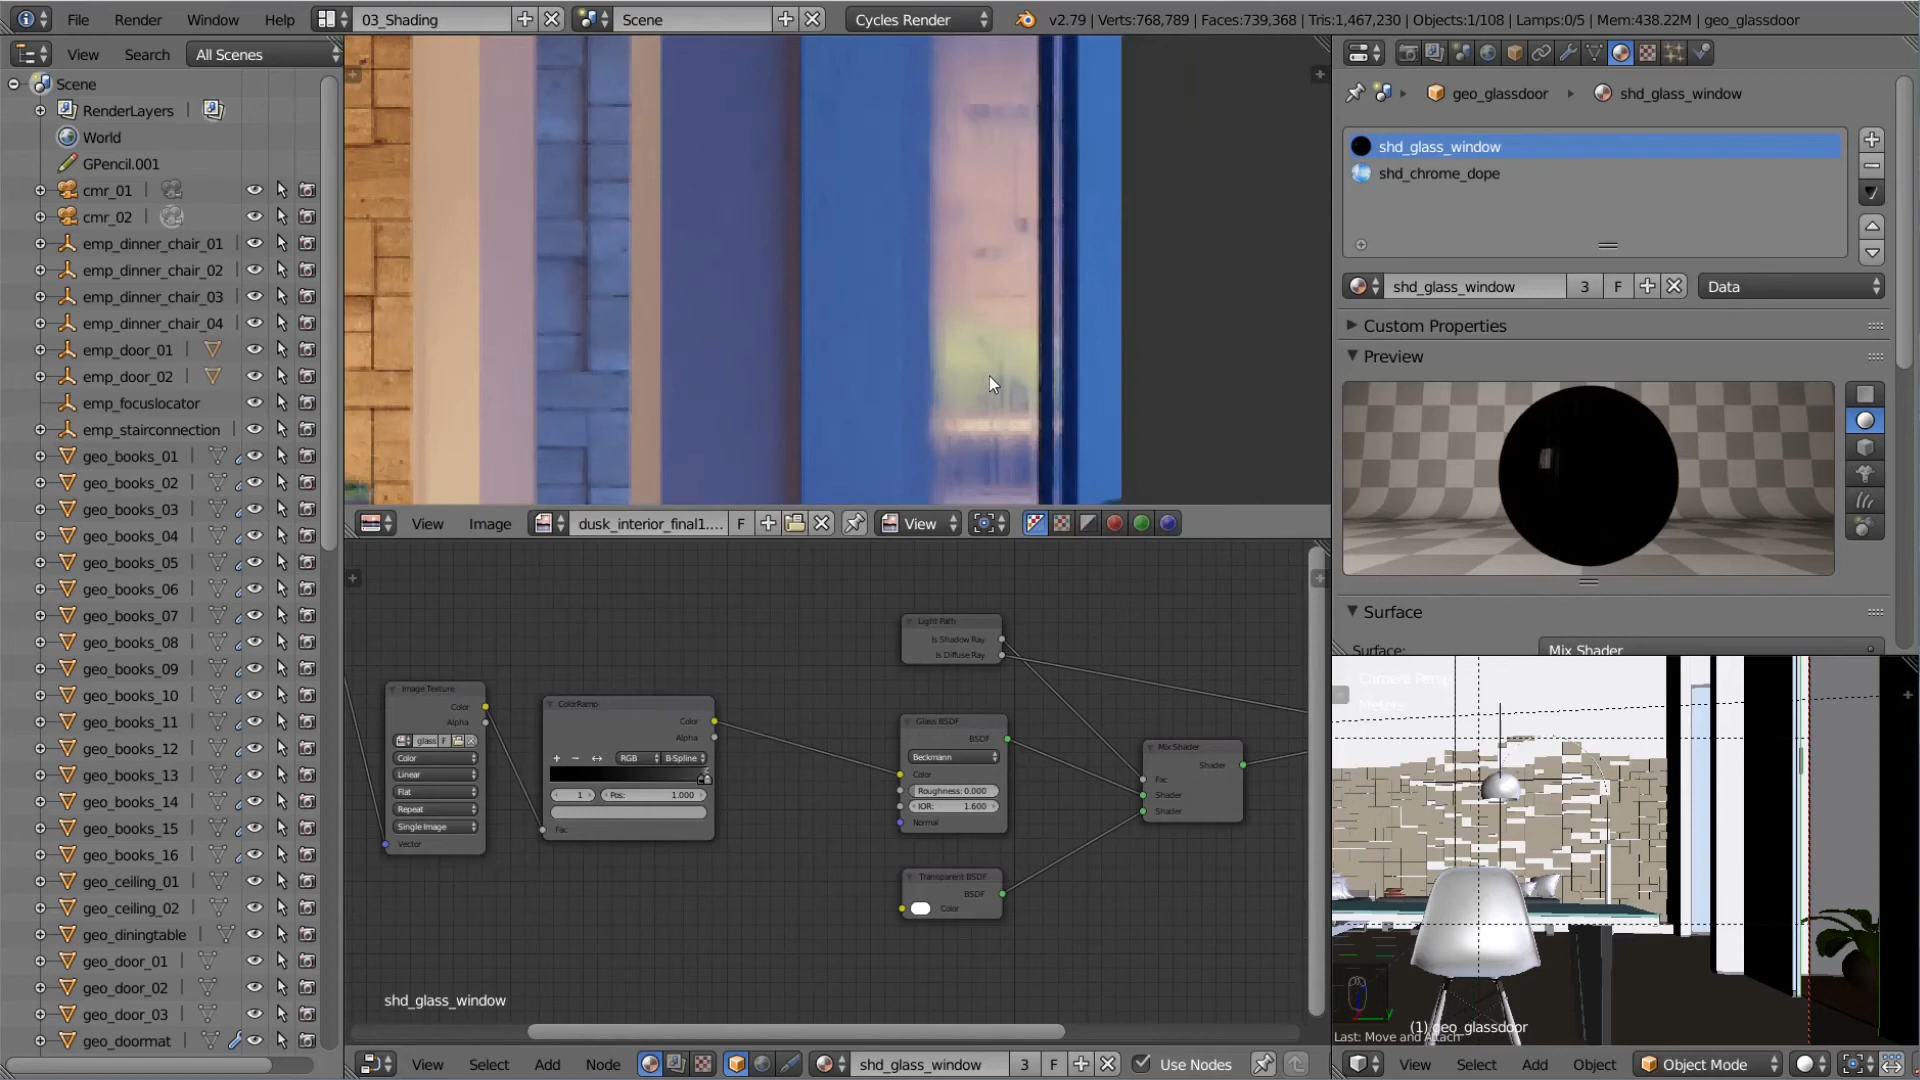 File Render Window Help 03_Shading Scene Cycles Render v2.79 | Verts:768,789 | Faces:739,368 | Tris:1,467,230 | Objects:1/108 | Lamps:0/5 | Mem:438.22M | geo_glassdoor
View Search All Scenes
Scene
RenderLayers
World
GPencil.001
cmr_01
cmr_02
emp_dinner_chair_01
emp_dinner_chair_02
emp_dinner_chair_03
emp_dinner_chair_04
emp_door_01
emp_door_02
emp_focuslocator
emp_stairconnection
geo_books_01
geo_books_02
geo_books_03
geo_books_04
geo_books_05
geo_books_06
geo_books_07
geo_books_08
geo_books_09
geo_books_10
geo_books_11
geo_books_12
geo_books_13
geo_books_14
geo_books_15
geo_books_16
geo_ceiling_01
geo_ceiling_02
geo_diningtable
geo_door_01
geo_door_02
geo_door_03
geo_doormat
View Image dusk_interior_final1.... F View
Light Path
Is Shadow Ray
Is Diffuse Ray
Image Texture
Color
Alpha
glass F
Color
Linear
Flat
Repeat
Single Image
Vector
ColorRamp
Color
Alpha
RGB B-Spline
1 Pos: 1.000
Fac
Glass BSDF
BSDF
Beckmann
Color
Roughness: 0.000
IOR: 1.600
Normal
Mix Shader
Shader
Fac
Shader
Shader
Transparent BSDF
BSDF
Color
shd_glass_window
View Select Add Node shd_glass_window 3 F Use Nodes
geo_glassdoor shd_glass_window
shd_glass_window
shd_chrome_dope
shd_glass_window 3 F Data
Custom Properties
Preview
Surface
Surface: Mix Shader
Camera Persp
Meters
(1) geo_glassdoor
Last: Move and Attach
View Select Add Object Object Mode